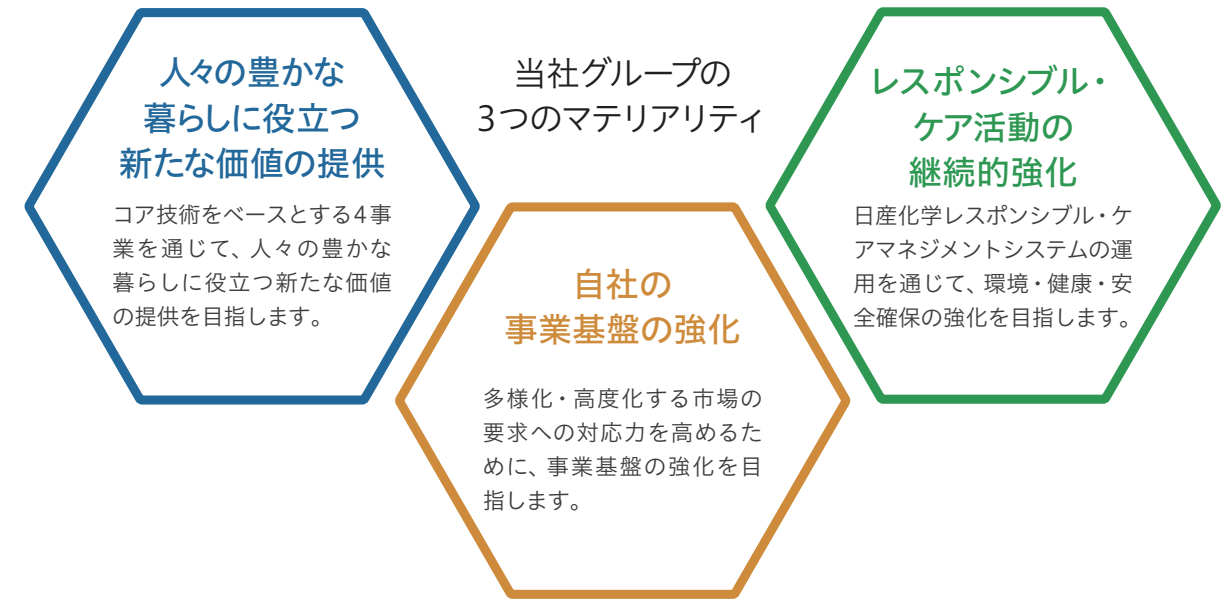 当社グループの
3つのマテリアリティ
人々の豊かな
暮らしに役立つ
新たな価値の提供
コア技術をベースとする4事
業を通じて、人々の豊かな
暮らしに役立つ新たな価値
の提供を目指します。
自社の
事業基盤の強化
多様化・高度化する市場の
要求への対応力を高めるた
めに、事業基盤の強化を目
指します。
レスポンシブル・
ケア活動の
継続的強化
日産化学レスポンシブル・ケ
アマネジメントシステムの運
用を通じて、環境・健康・安
全確保の強化を目指します。